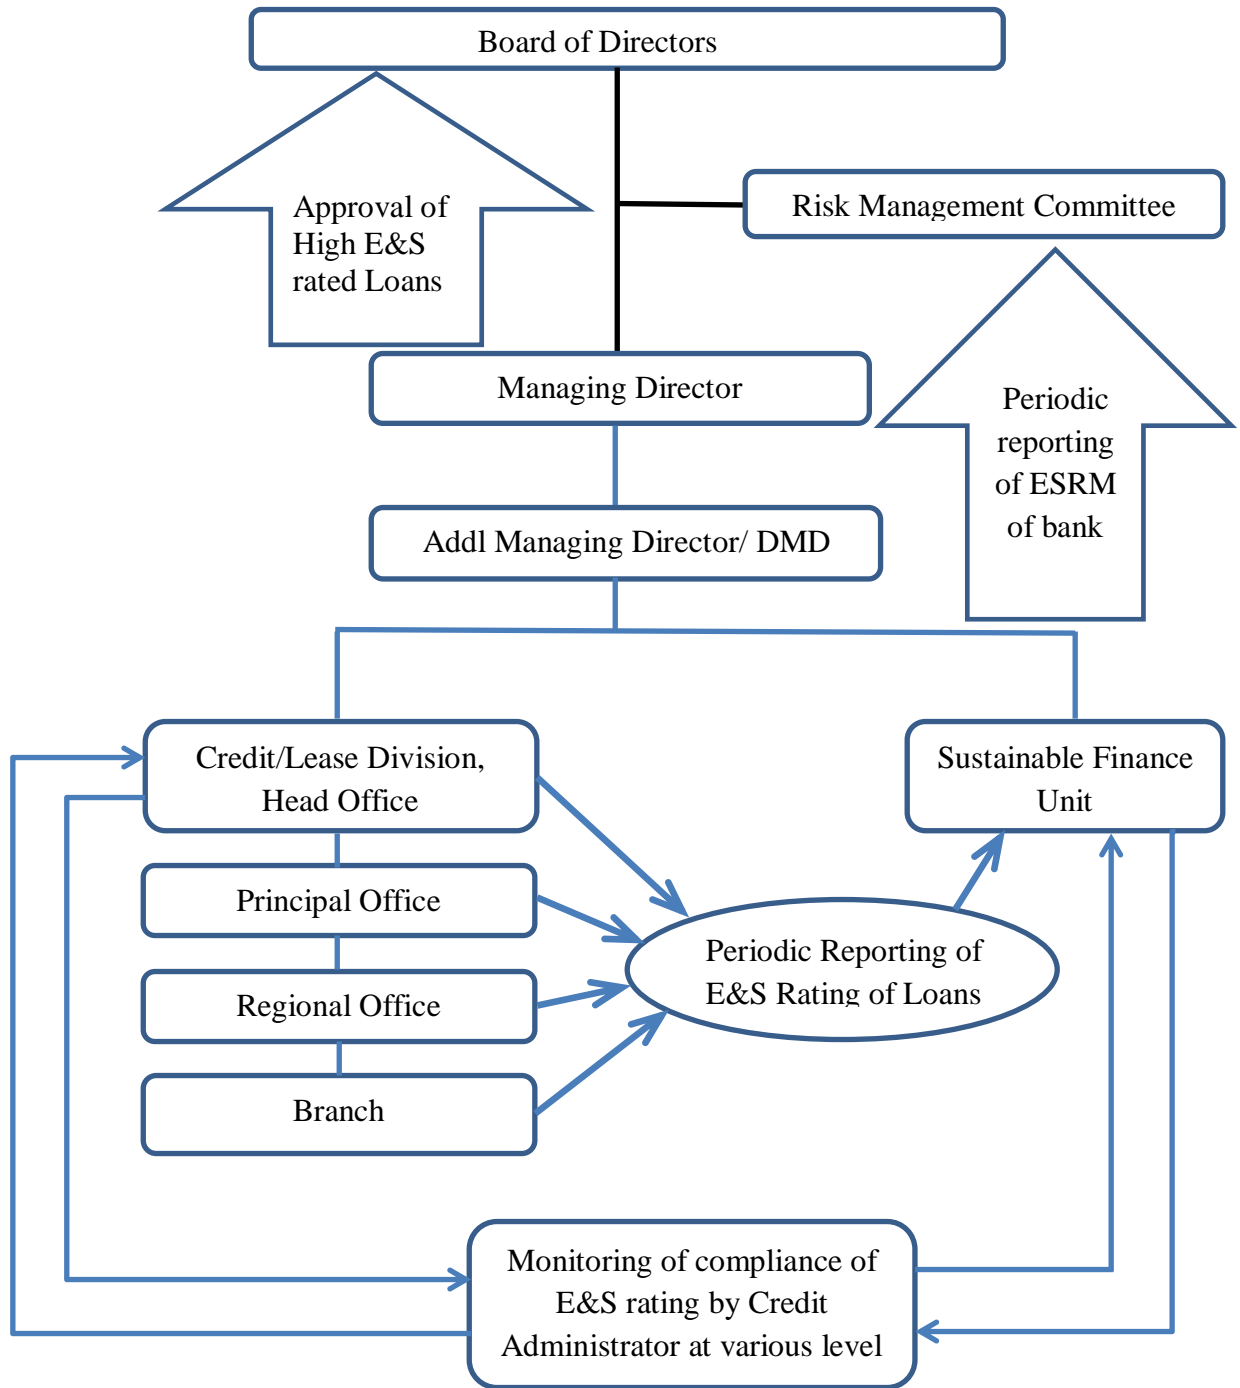 Board of Directors
Risk Management Committee
Approval of
High E&S
rated Loans
Managing Director
Periodic
reporting
of ESRM
of bank
Addl Managing Director/ DMD
Credit/Lease Division,
Head Office
Sustainable Finance
Unit
Principal Office
Periodic Reporting of
E&S Rating of Loans
Regional Office
Branch
Monitoring of compliance of
E&S rating by Credit
Administrator at various level